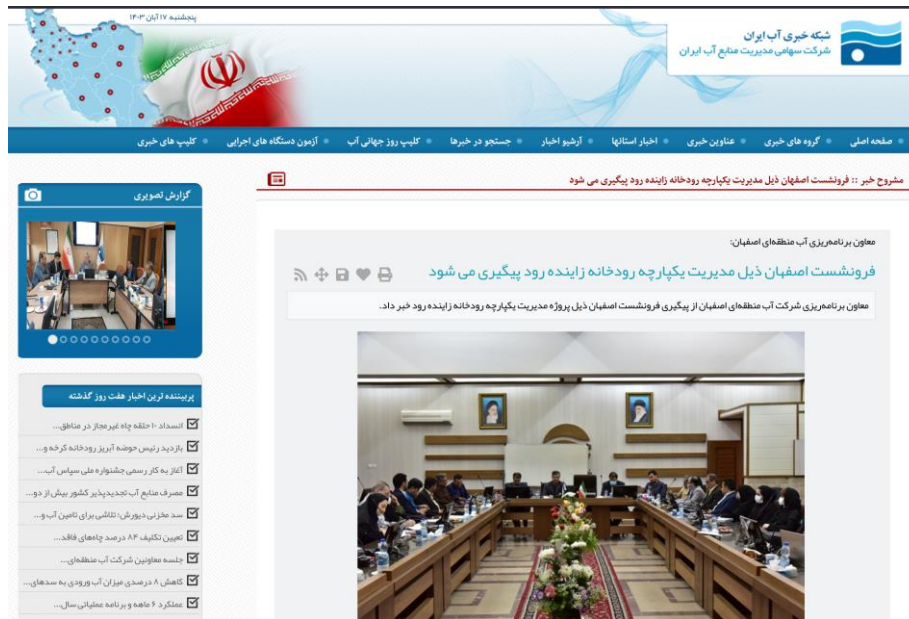 پنجشنبه ۱۷ آبان ۱۴۰۳
شبکه خبری آب ایران
شرکت سهامی مدیریت منابع آب ایران
صفحه اصلی
گروه های خبری
عناوین خبری
اخبار استانها
آرشیو اخبار
جستجو در خبرها
کلیپ روز جهانی آب
آزمون دستگاه های اجرایی
کلیپ های خبری
مشروح خبر :: فرونشست اصفهان ذیل مدیریت یکپارچه رودخانه زاینده رود پیگیری می شود
معاون برنامه‌ریزی آب منطقه‌ای اصفهان:
فرونشست اصفهان ذیل مدیریت یکپارچه رودخانه زاینده رود پیگیری می شود
معاون برنامه‌ریزی شرکت آب منطقه‌ای اصفهان از پیگیری فرونشست اصفهان ذیل پروژه مدیریت یکپارچه رودخانه زاینده رود خبر داد.
گزارش تصویری
پربیننده ترین اخبار هفت روز گذشته
انسداد ۱۰ حلقه چاه غیرمجاز در مناطق...
بازدید رئیس حوضه آبریز رودخانه کرخه و...
آغاز به کار رسمی جشنواره ملی سپاس آب...
مصرف منابع آب تجدیدپذیر کشور بیش از دو...
سد مخزنی دیورش؛ تلاشی برای تامین آب و...
تعیین تکلیف ۸۴ درصد چاه‌های فاقد...
جلسه معاونین شرکت آب منطقه‌ای...
کاهش ۸ درصدی میزان آب ورودی به سدهای...
عملکرد ۶ ماهه و برنامه عملیاتی سال...